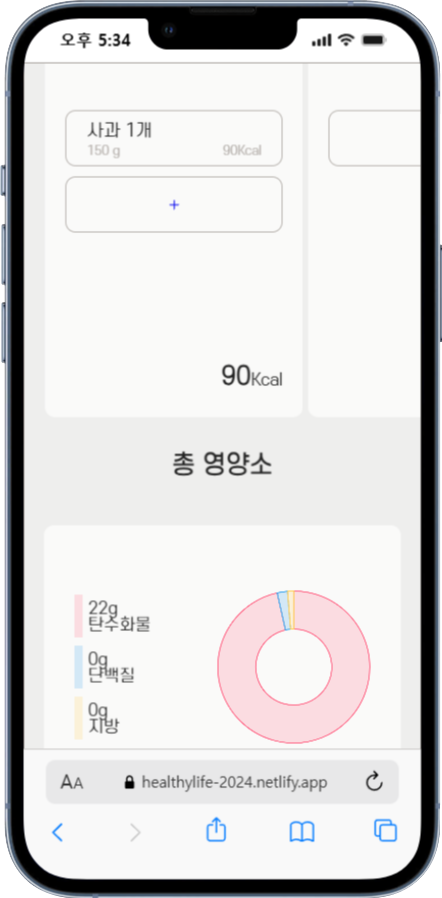 오후 5:34
사과 1개
150 g 90Kcal
+
90Kcal
총 영양소
22g
탄수화물
0g
단백질
0g
지방
AA healthylife-2024.netlify.app